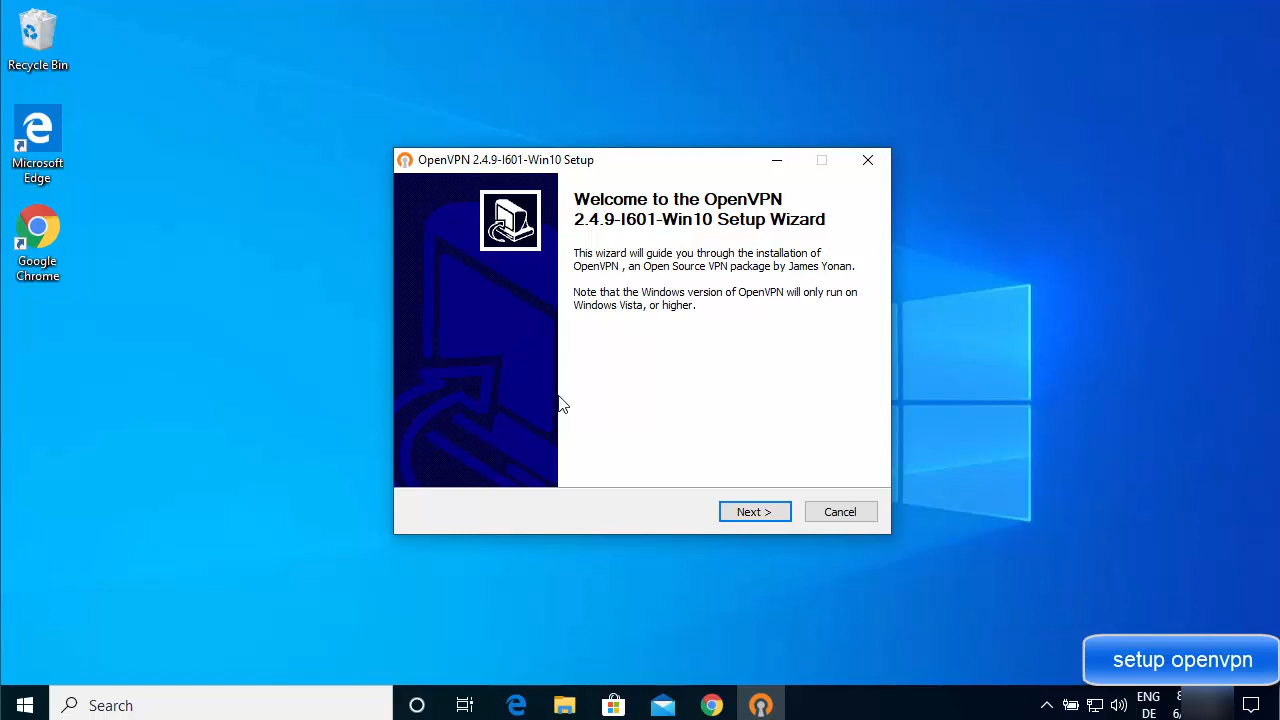 Recycle Bin
Microsoft
Edge
Google
Chrome
OpenVPN 2.4.9-I601-Win10 Setup
Welcome to the OpenVPN
2.4.9-I601-Win10 Setup Wizard
This wizard will guide you through the installation of
OpenVPN , an Open Source VPN package by James Yonan.
Note that the Windows version of OpenVPN will only run on
Windows Vista, or higher.
Next >
Cancel
setup openvpn
Search
ENG
DE